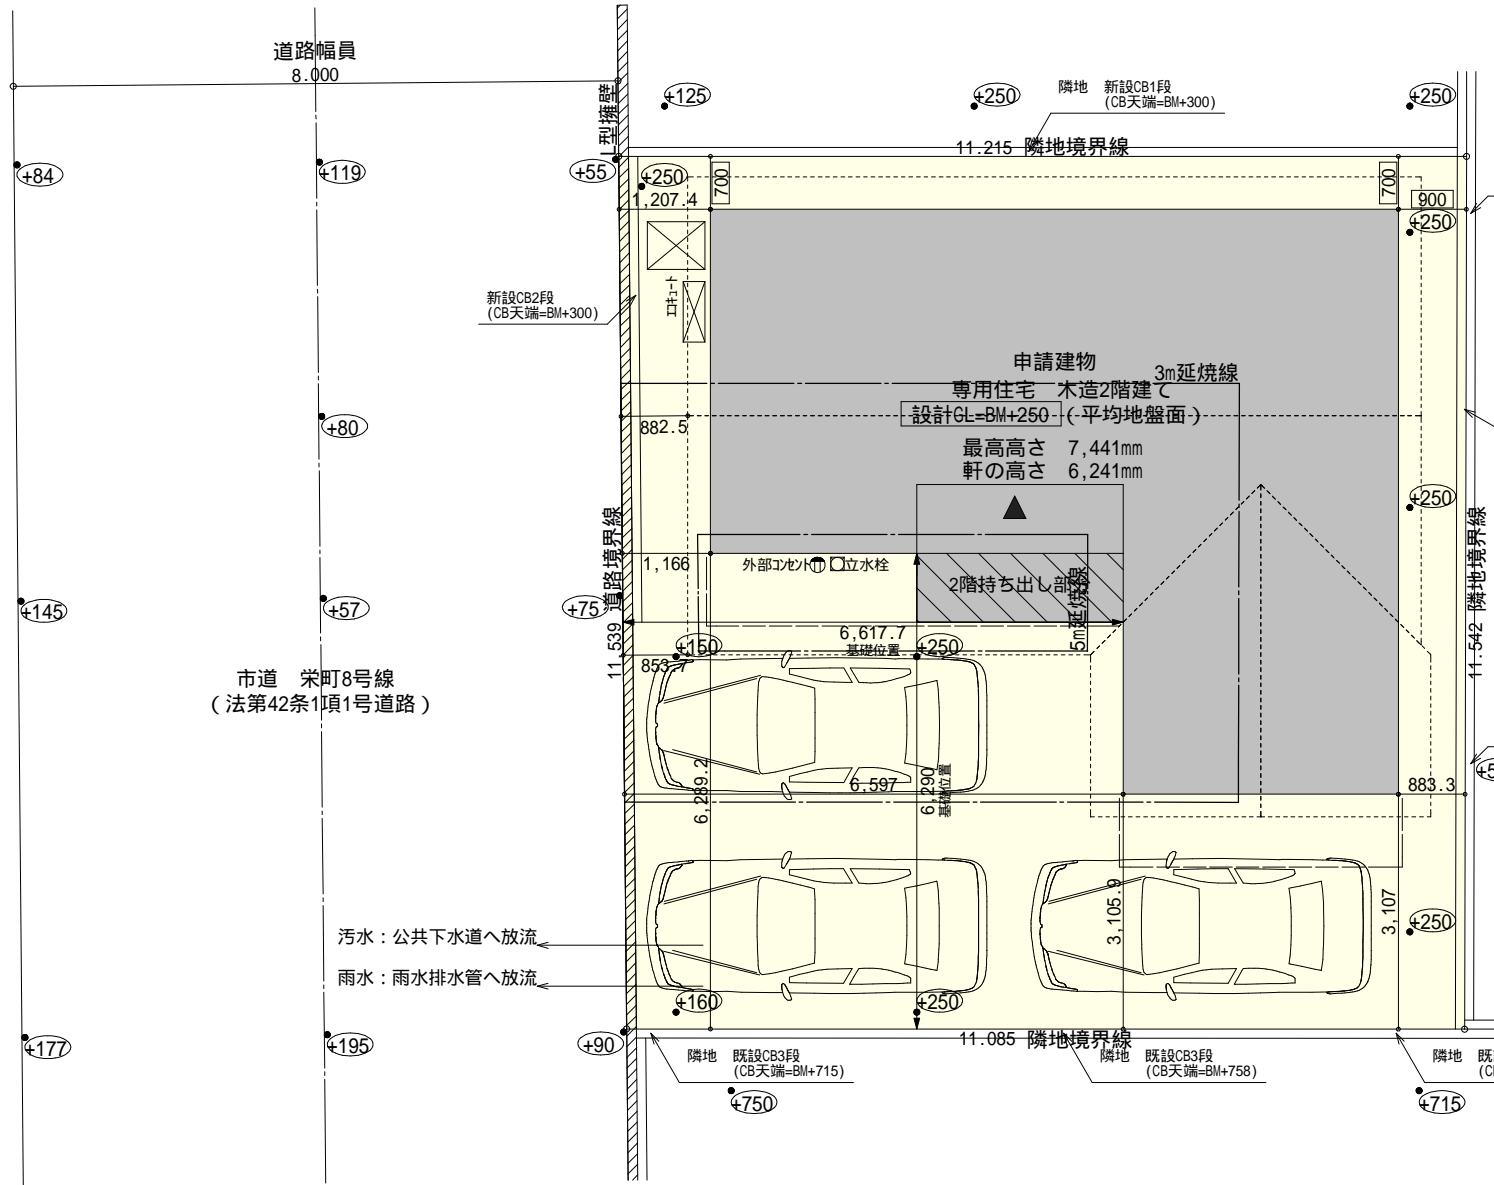 道路幅員
8.000
L型擁壁
+125
+250
隣地 新設CB1段
(CB天端=BM+300)
+250
11.215 隣地境界線
+84
+119
+55
+250
700
700
900
1,207.4
+250
エコキュート
新設CB2段
(CB天端=BM+300)
申請建物
3m延焼線
専用住宅 木造2階建て
設計GL=BM+250 (平均地盤面)
最高高さ 7,441mm
軒の高さ 6,241mm
+80
882.5
+250
道路境界線
11.539
11.542 隣地境界線
1,166
外部コンセント
立水栓
2階持ち出し部分
5m延焼線
+145
+57
+75
6,617.7
基礎位置
+150
+250
853.7
市道 栄町8号線
(法第42条1項1号道路)
6,289.2
6,597
6,290
基礎位置
883.3
3,105.9
3,107
+250
汚水:公共下水道へ放流
雨水:雨水排水管へ放流
+160
+250
+177
+195
+90
11.085 隣地境界線
隣地 既設CB3段
(CB天端=BM+715)
隣地 既設CB3段
(CB天端=BM+758)
隣地
+750
+715